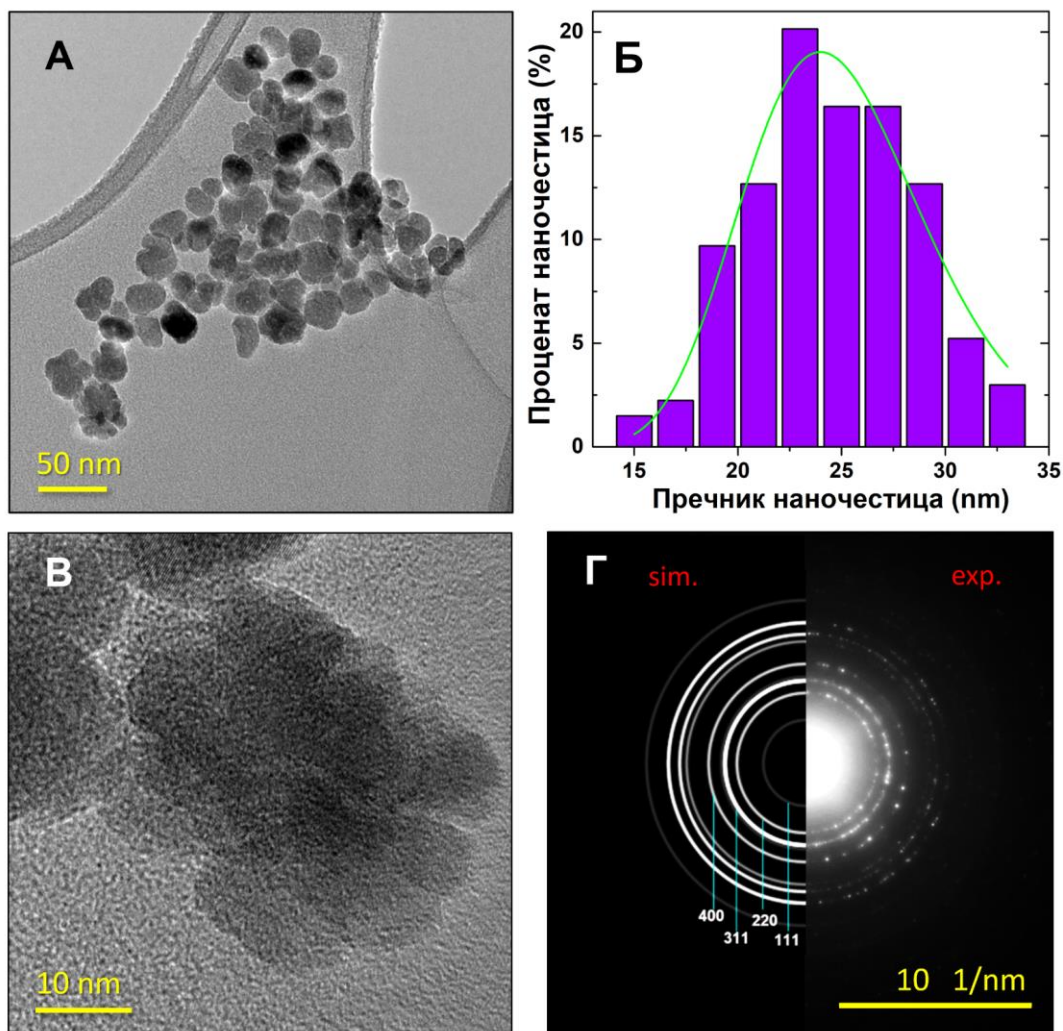 А
50 nm
Б
Проценат наночестица (%)
20
15
10
5
0
15 20 25 30 35
Пречник наночестица (nm)
В
10 nm
Г
sim. exp.
400 220
311 111
10 1/nm